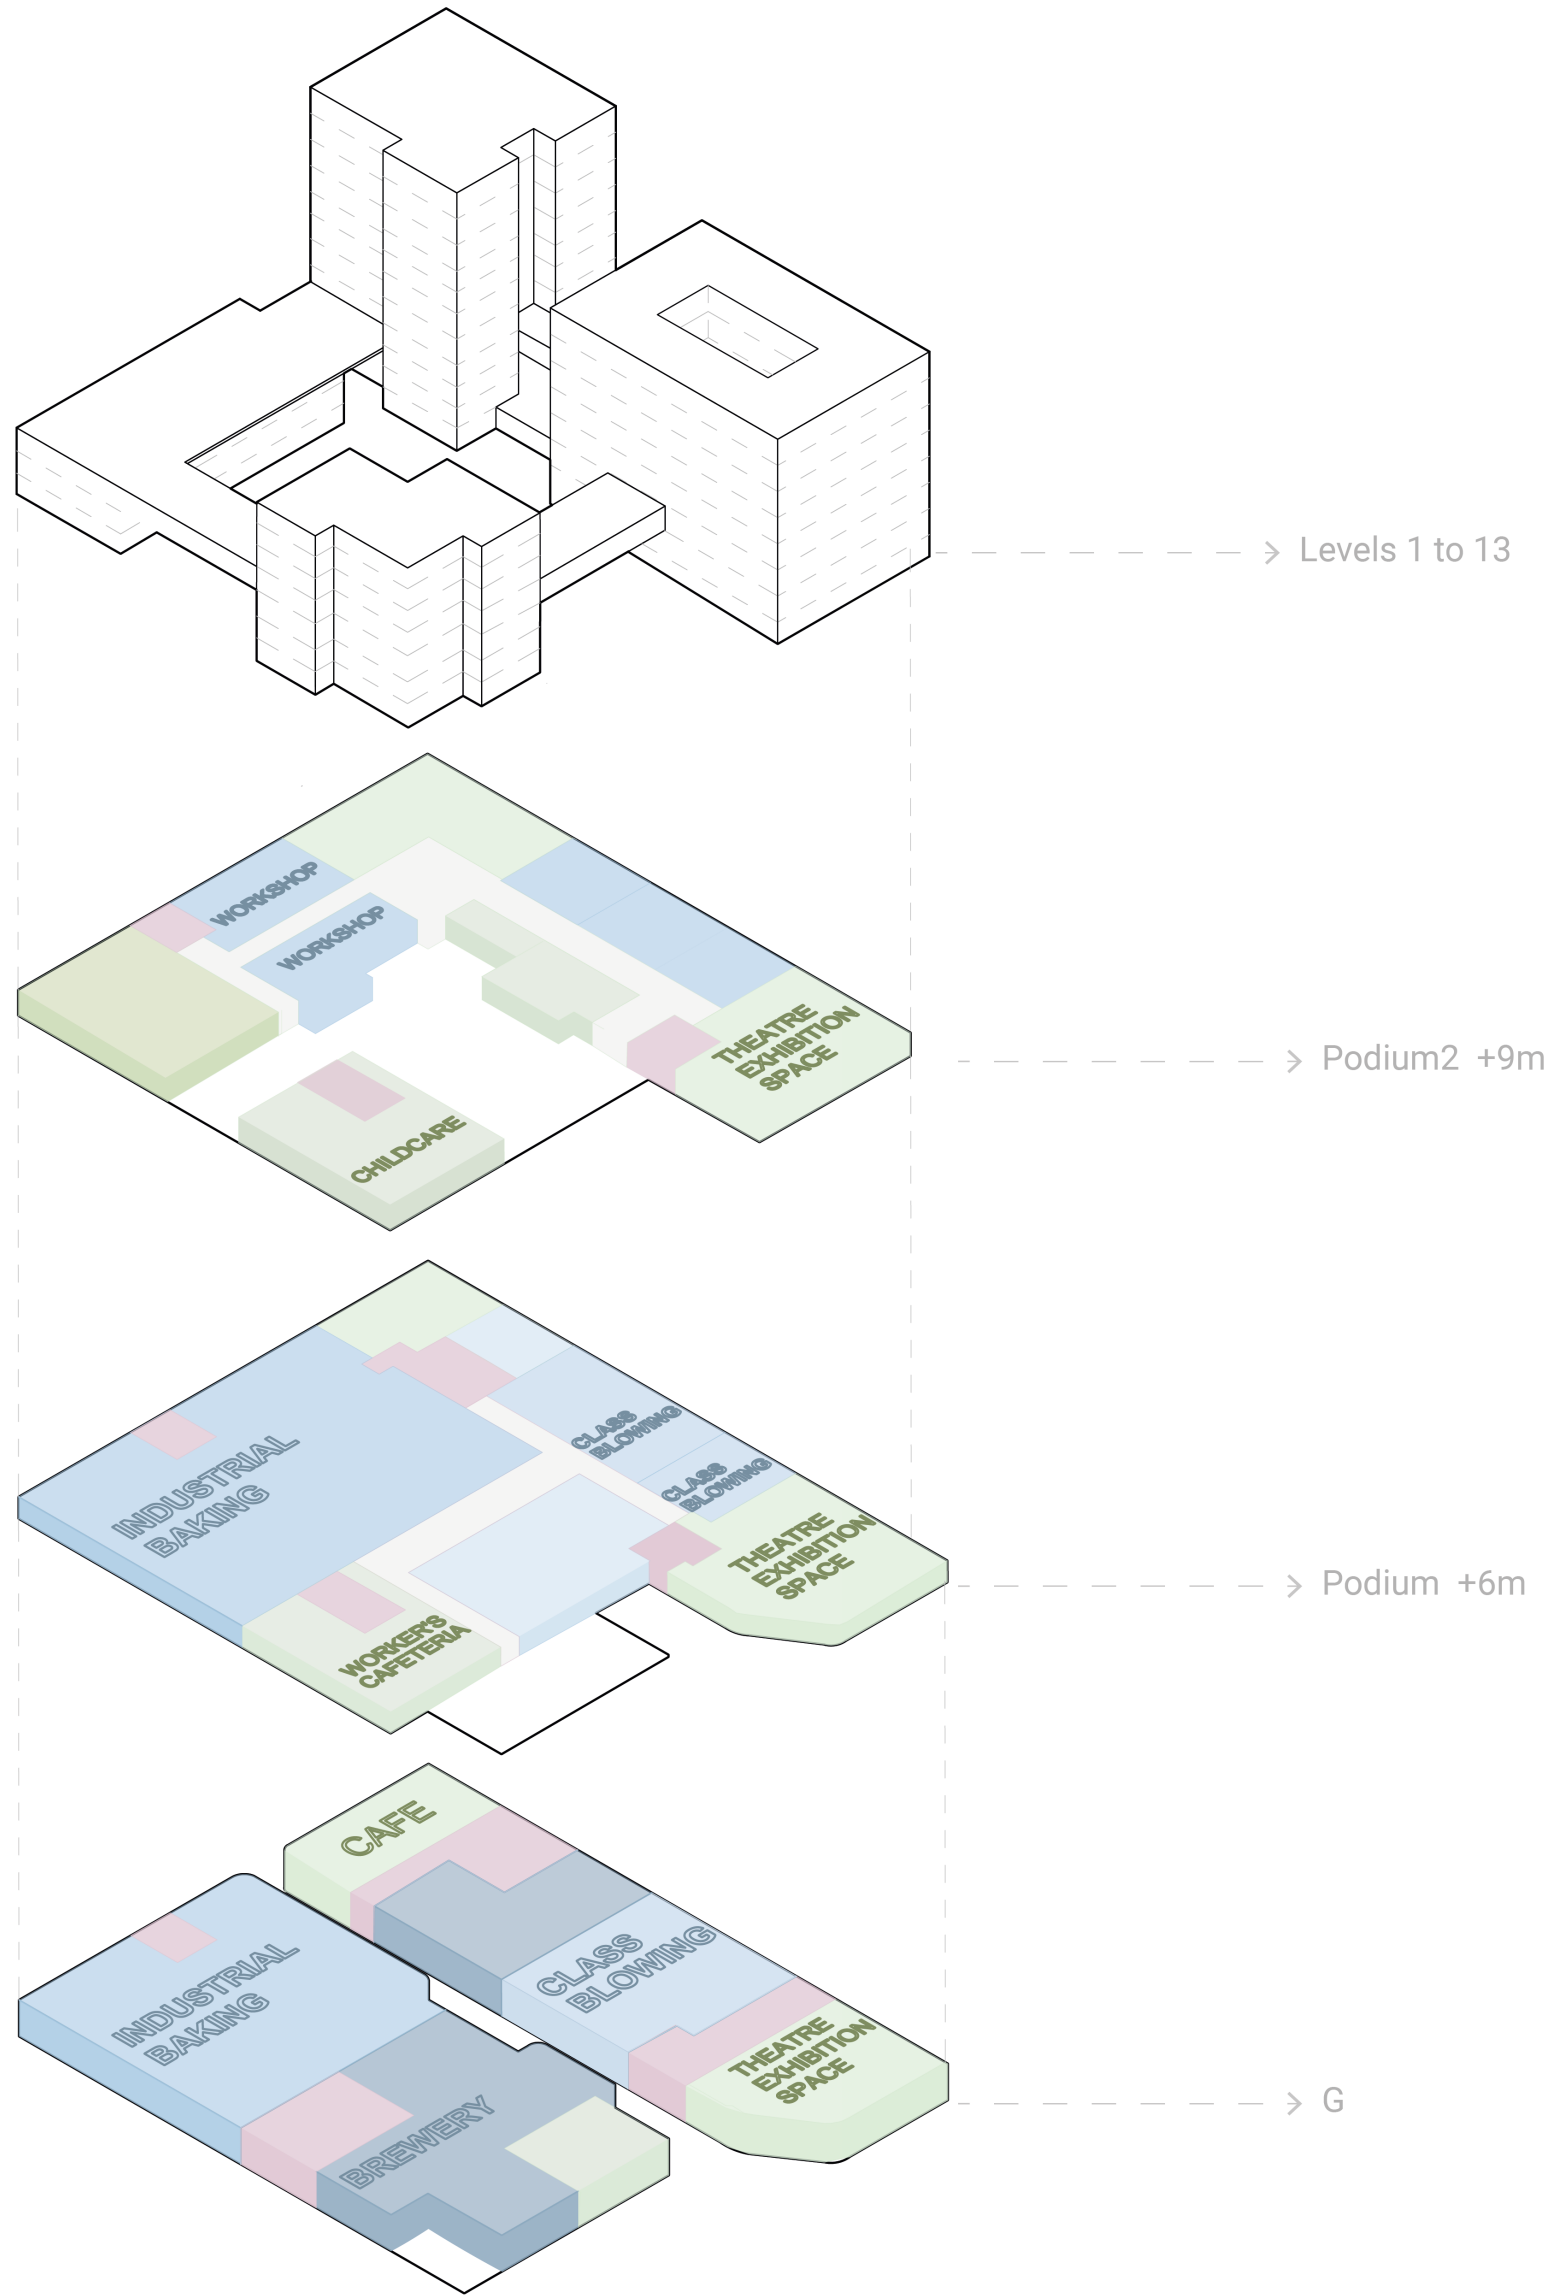 Levels 1 to 13
WORKSHOP
WORKSHOP
THEATRE
EXHIBITION
SPACE
Podium2 +9m
CHILDCARE
CLASS
BLOWING
INDUSTRIAL
BAKING
CLASS
BLOWING
THEATRE
EXHIBITION
SPACE
Podium +6m
WORKER'S
CAFETERIA
CAFE
CLASS
BLOWING
INDUSTRIAL
BAKING
THEATRE
EXHIBITION
SPACE
G
BREWERY